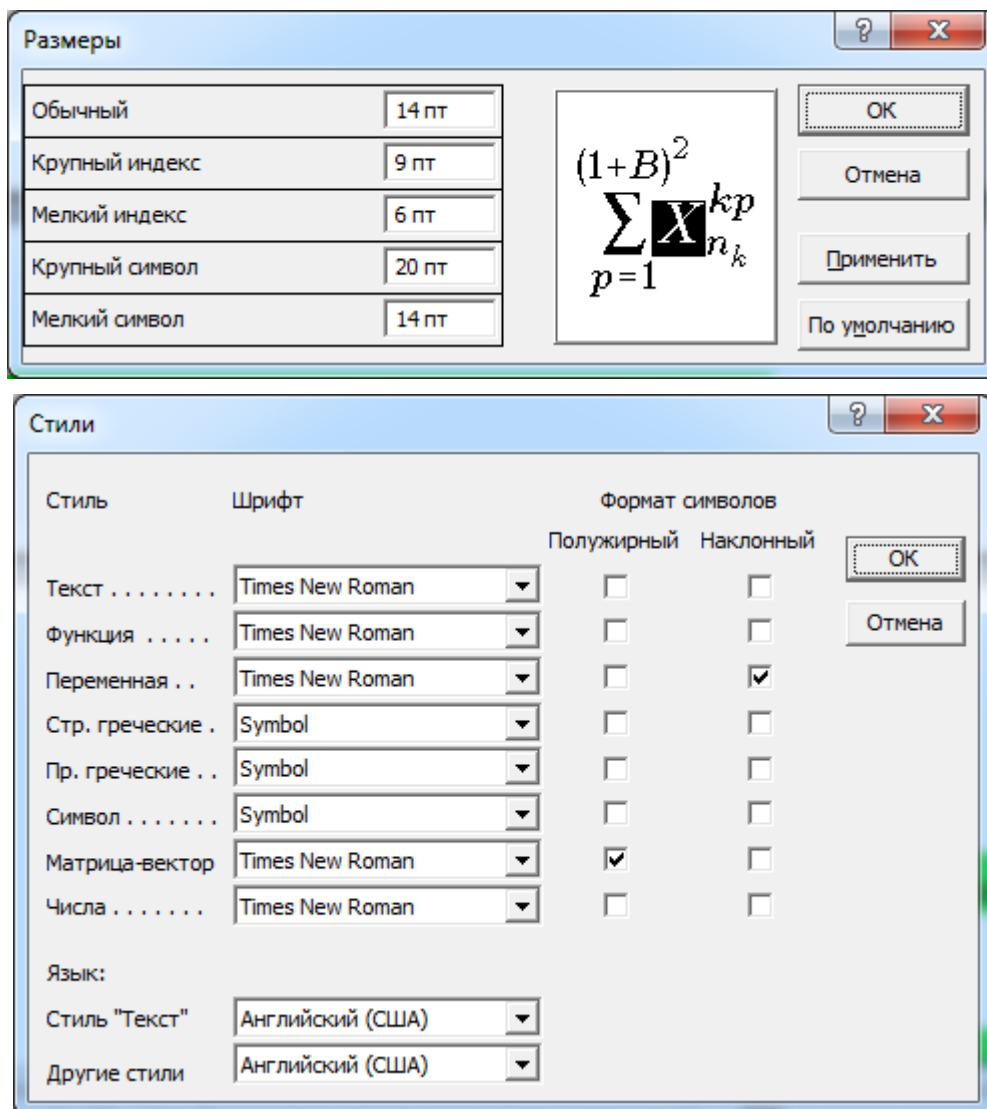 Размеры
Обычный 14 пт
Крупный индекс 9 пт
Мелкий индекс 6 пт
Крупный символ 20 пт
Мелкий символ 14 пт
(1+B)²
∑ X kp
n k
p=1
ОК
Отмена
Применить
По умолчанию
Стили
Стиль Шрифт Формат символов
Полужирный Наклонный
Текст . . . . . . . . Times New Roman
Функция . . . . . Times New Roman
Переменная . . Times New Roman
Стр. греческие . Symbol
Пр. греческие . . Symbol
Символ . . . . . . . Symbol
Матрица-вектор Times New Roman
Числа . . . . . . . Times New Roman
ОК
Отмена
Язык:
Стиль "Текст" Английский (США)
Другие стили Английский (США)